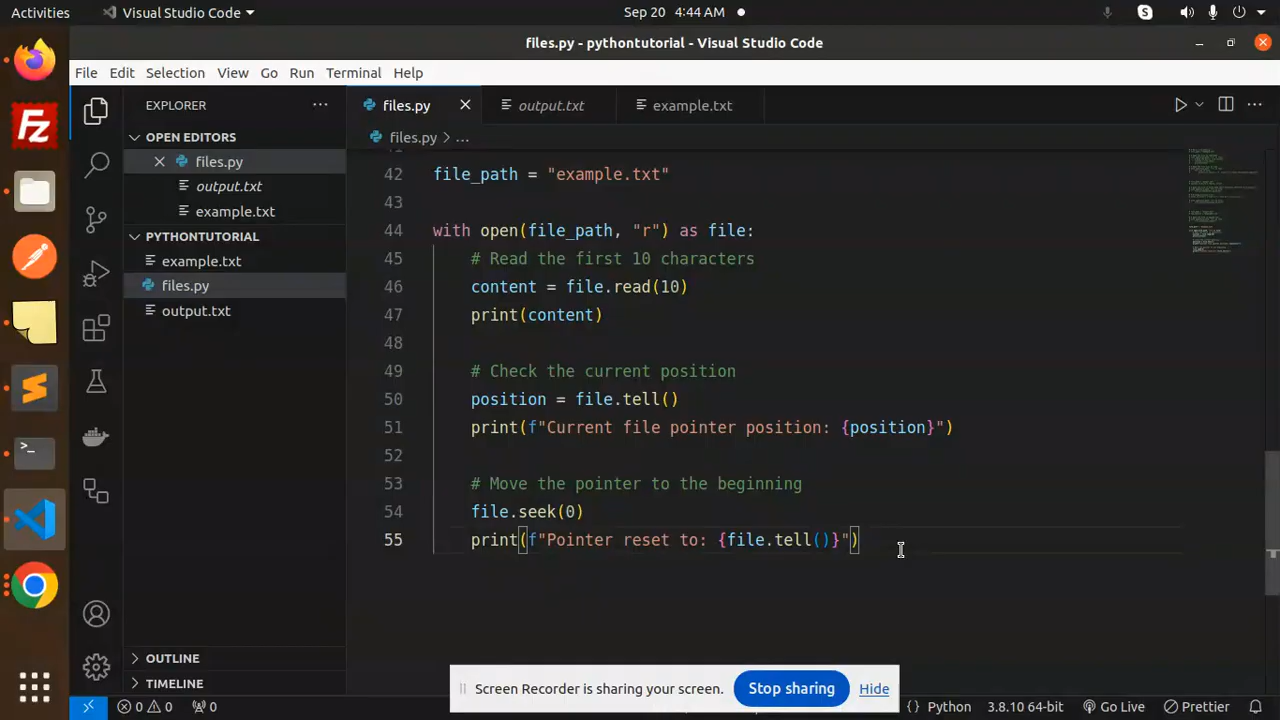 Activities
Visual Studio Code
Sep 20 4:44 AM
files.py - pythontutorial - Visual Studio Code
File Edit Selection View Go Run Terminal Help
EXPLORER
files.py
output.txt
example.txt
OPEN EDITORS
files.py
output.txt
example.txt
PYTHONTUTORIAL
example.txt
files.py
output.txt
OUTLINE
TIMELINE
files.py > ...
42 file_path = "example.txt"
43
44 with open(file_path, "r") as file:
45 # Read the first 10 characters
46 content = file.read(10)
47 print(content)
48
49 # Check the current position
50 position = file.tell()
51 print(f"Current file pointer position: {position}")
52
53 # Move the pointer to the beginning
54 file.seek(0)
55 print(f"Pointer reset to: {file.tell()}")
Screen Recorder is sharing your screen. Stop sharing Hide
0 0 0 {} Python 3.8.10 64-bit Go Live Prettier